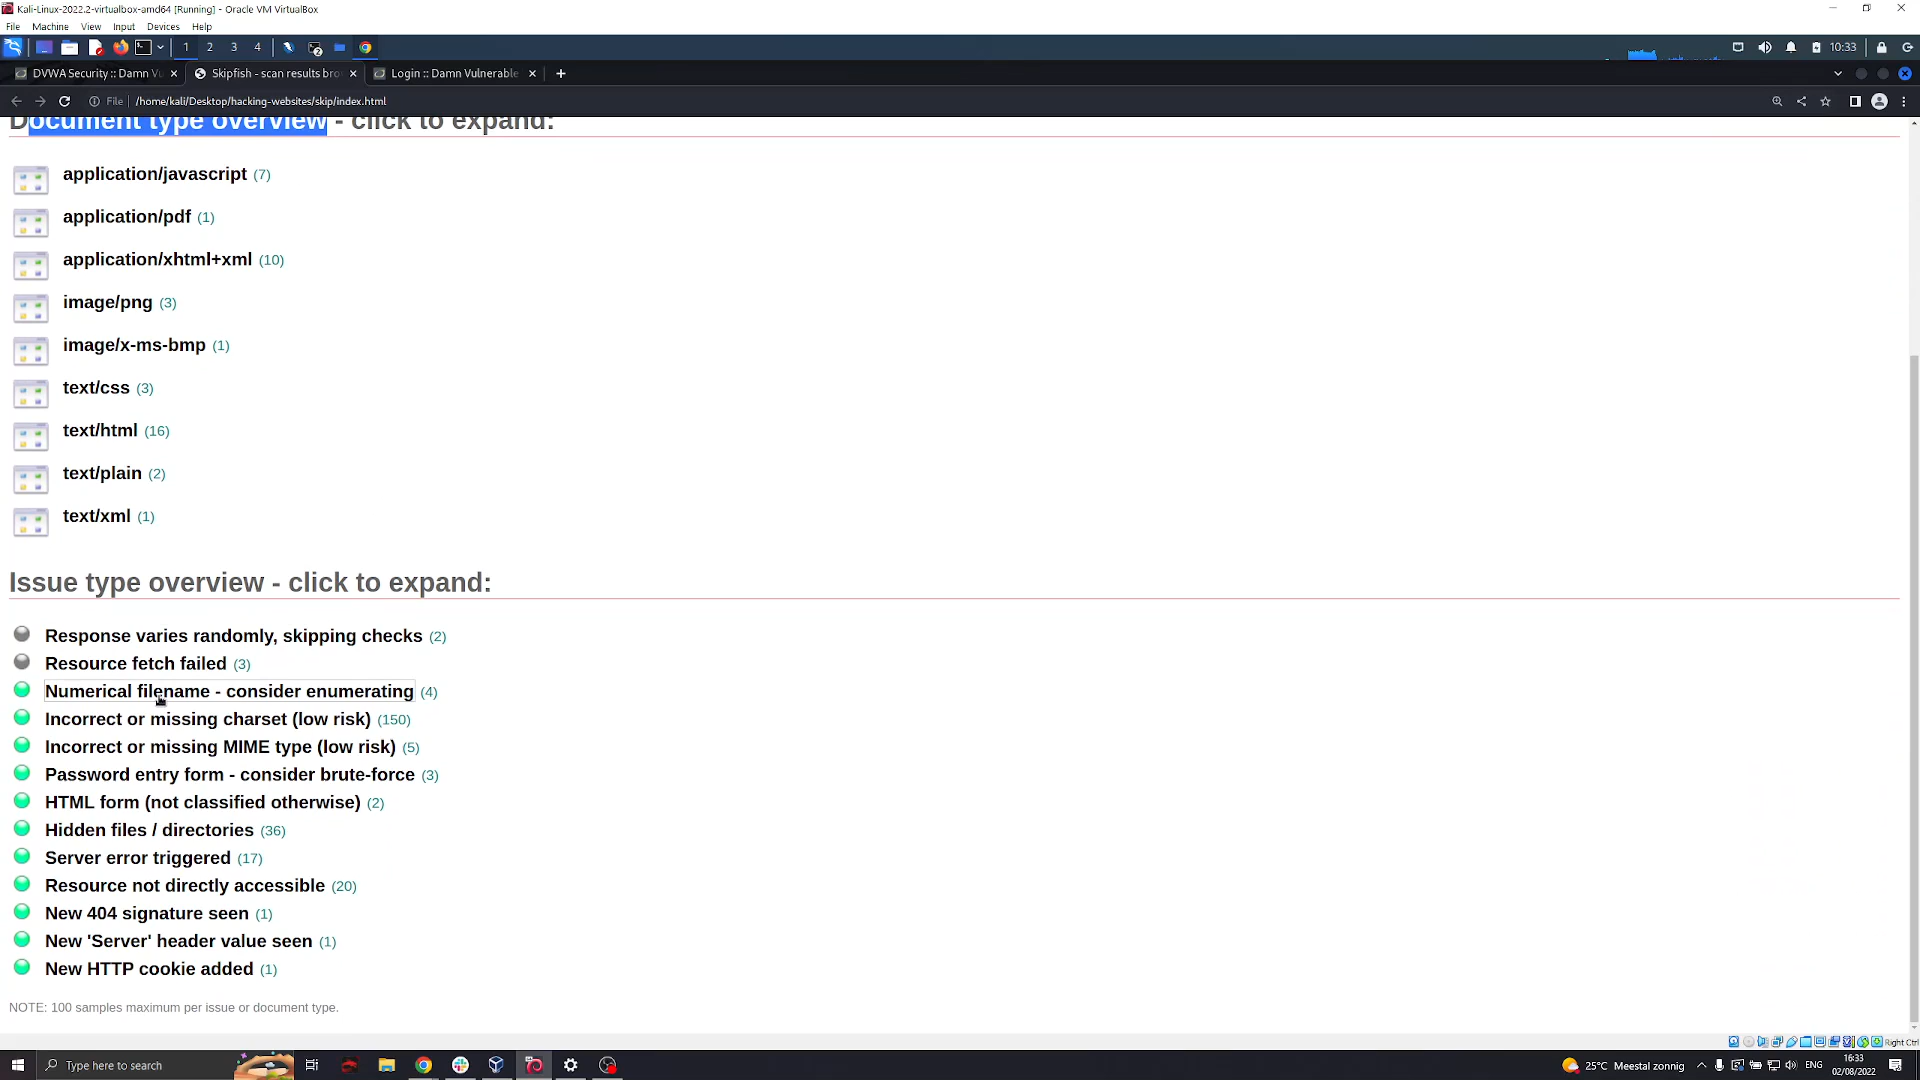 Kali-Linux-2022.2-virtualbox-amd64 [Running] - Oracle VM VirtualBox
File Machine View Input Devices Help
1 2 3 4 10:33
DVWA Security :: Damn Vu Skipfish - scan results bro Login :: Damn Vulnerable
File /home/kali/Desktop/hacking-websites/skip/index.html
Document type overview - click to expand:
application/javascript (7)
application/pdf (1)
application/xhtml+xml (10)
image/png (3)
image/x-ms-bmp (1)
text/css (3)
text/html (16)
text/plain (2)
text/xml (1)
Issue type overview - click to expand:
Response varies randomly, skipping checks (2)
Resource fetch failed (3)
Numerical filename - consider enumerating (4)
Incorrect or missing charset (low risk) (150)
Incorrect or missing MIME type (low risk) (5)
Password entry form - consider brute-force (3)
HTML form (not classified otherwise) (2)
Hidden files / directories (36)
Server error triggered (17)
Resource not directly accessible (20)
New 404 signature seen (1)
New 'Server' header value seen (1)
New HTTP cookie added (1)
NOTE: 100 samples maximum per issue or document type.
Right Ctrl
Type here to search 25°C Meestal zonnig ENG 16:33
02/08/2022